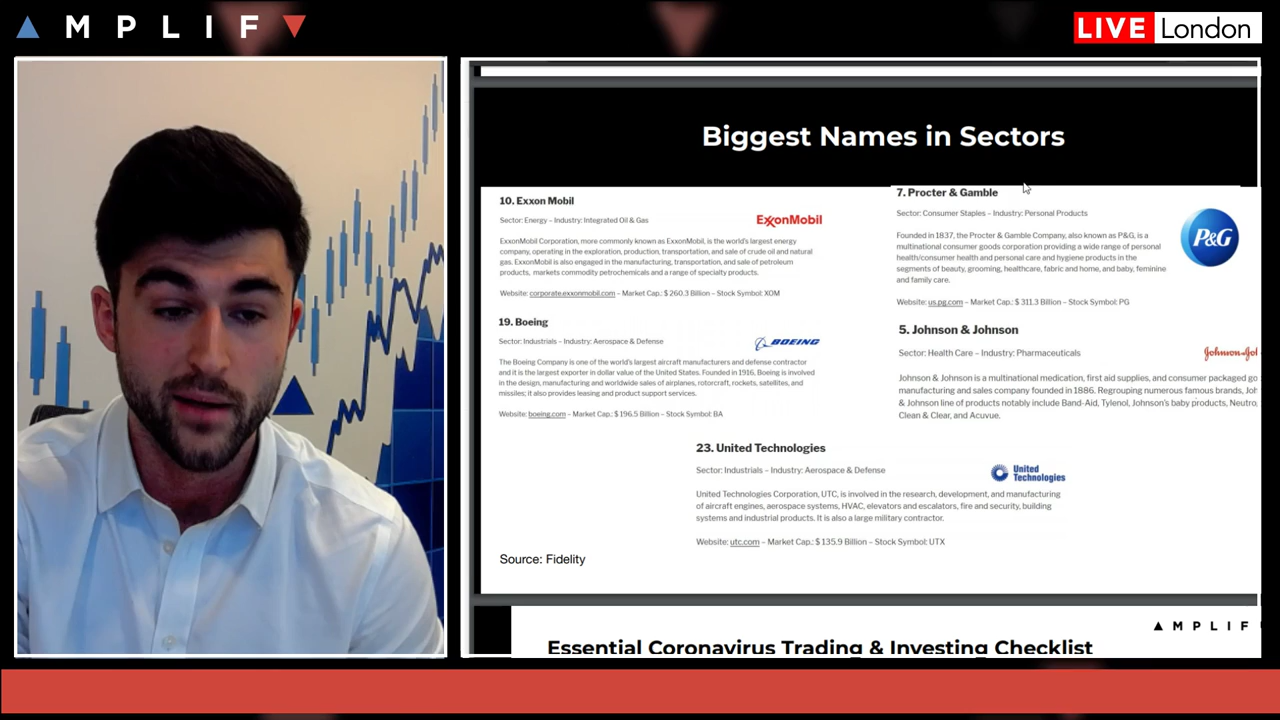 AMPLIFY
LIVE London
Biggest Names in Sectors
10. Exxon Mobil
Sector: Energy – Industry: Integrated Oil & Gas
ExxonMobil
ExxonMobil Corporation, more commonly known as ExxonMobil, is the world's largest energy
company, operating in the exploration, production, transportation, and sale of crude oil and natural
gas. ExxonMobil is also engaged in the manufacturing, transportation, and sale of petroleum
products, markets commodity petrochemicals and a range of specialty products.
Website: corporate.exxonmobil.com – Market Cap.: $ 260.3 Billion – Stock Symbol: XOM
19. Boeing
Sector: Industrials – Industry: Aerospace & Defense
BOEING
The Boeing Company is one of the world's largest aircraft manufacturers and defense contractor
and it is the largest exporter in dollar value of the United States. Founded in 1916, Boeing is involved
in the design, manufacturing and worldwide sales of airplanes, rotorcraft, rockets, satellites, and
missiles; it also provides leasing and product support services.
Website: boeing.com – Market Cap.: $ 196.5 Billion – Stock Symbol: BA
7. Procter & Gamble
Sector: Consumer Staples – Industry: Personal Products
P&G
Founded in 1837, the Procter & Gamble Company, also known as P&G, is a
multinational consumer goods corporation providing a wide range of personal
health/consumer health and personal care and hygiene products in the
segments of beauty, grooming, healthcare, fabric and home, and baby, feminine
and family care.
Website: us.pg.com – Market Cap.: $ 311.3 Billion – Stock Symbol: PG
5. Johnson & Johnson
Sector: Health Care – Industry: Pharmaceuticals
Johnson&Joh
Johnson & Johnson is a multinational medication, first aid supplies, and consumer packaged go
manufacturing and sales company founded in 1886. Regrouping numerous famous brands, Joh
& Johnson line of products notably include Band-Aid, Tylenol, Johnson's baby products, Neutro
Clean & Clear, and Acuvue.
23. United Technologies
Sector: Industrials – Industry: Aerospace & Defense
United
Technologies
United Technologies Corporation, UTC, is involved in the research, development, and manufacturing
of aircraft engines, aerospace systems, HVAC, elevators and escalators, fire and security, building
systems and industrial products. It is also a large military contractor.
Website: utc.com – Market Cap.: $ 135.9 Billion – Stock Symbol: UTX
Source: Fidelity
AMPLIF
Essential Coronavirus Trading & Investing Checklist